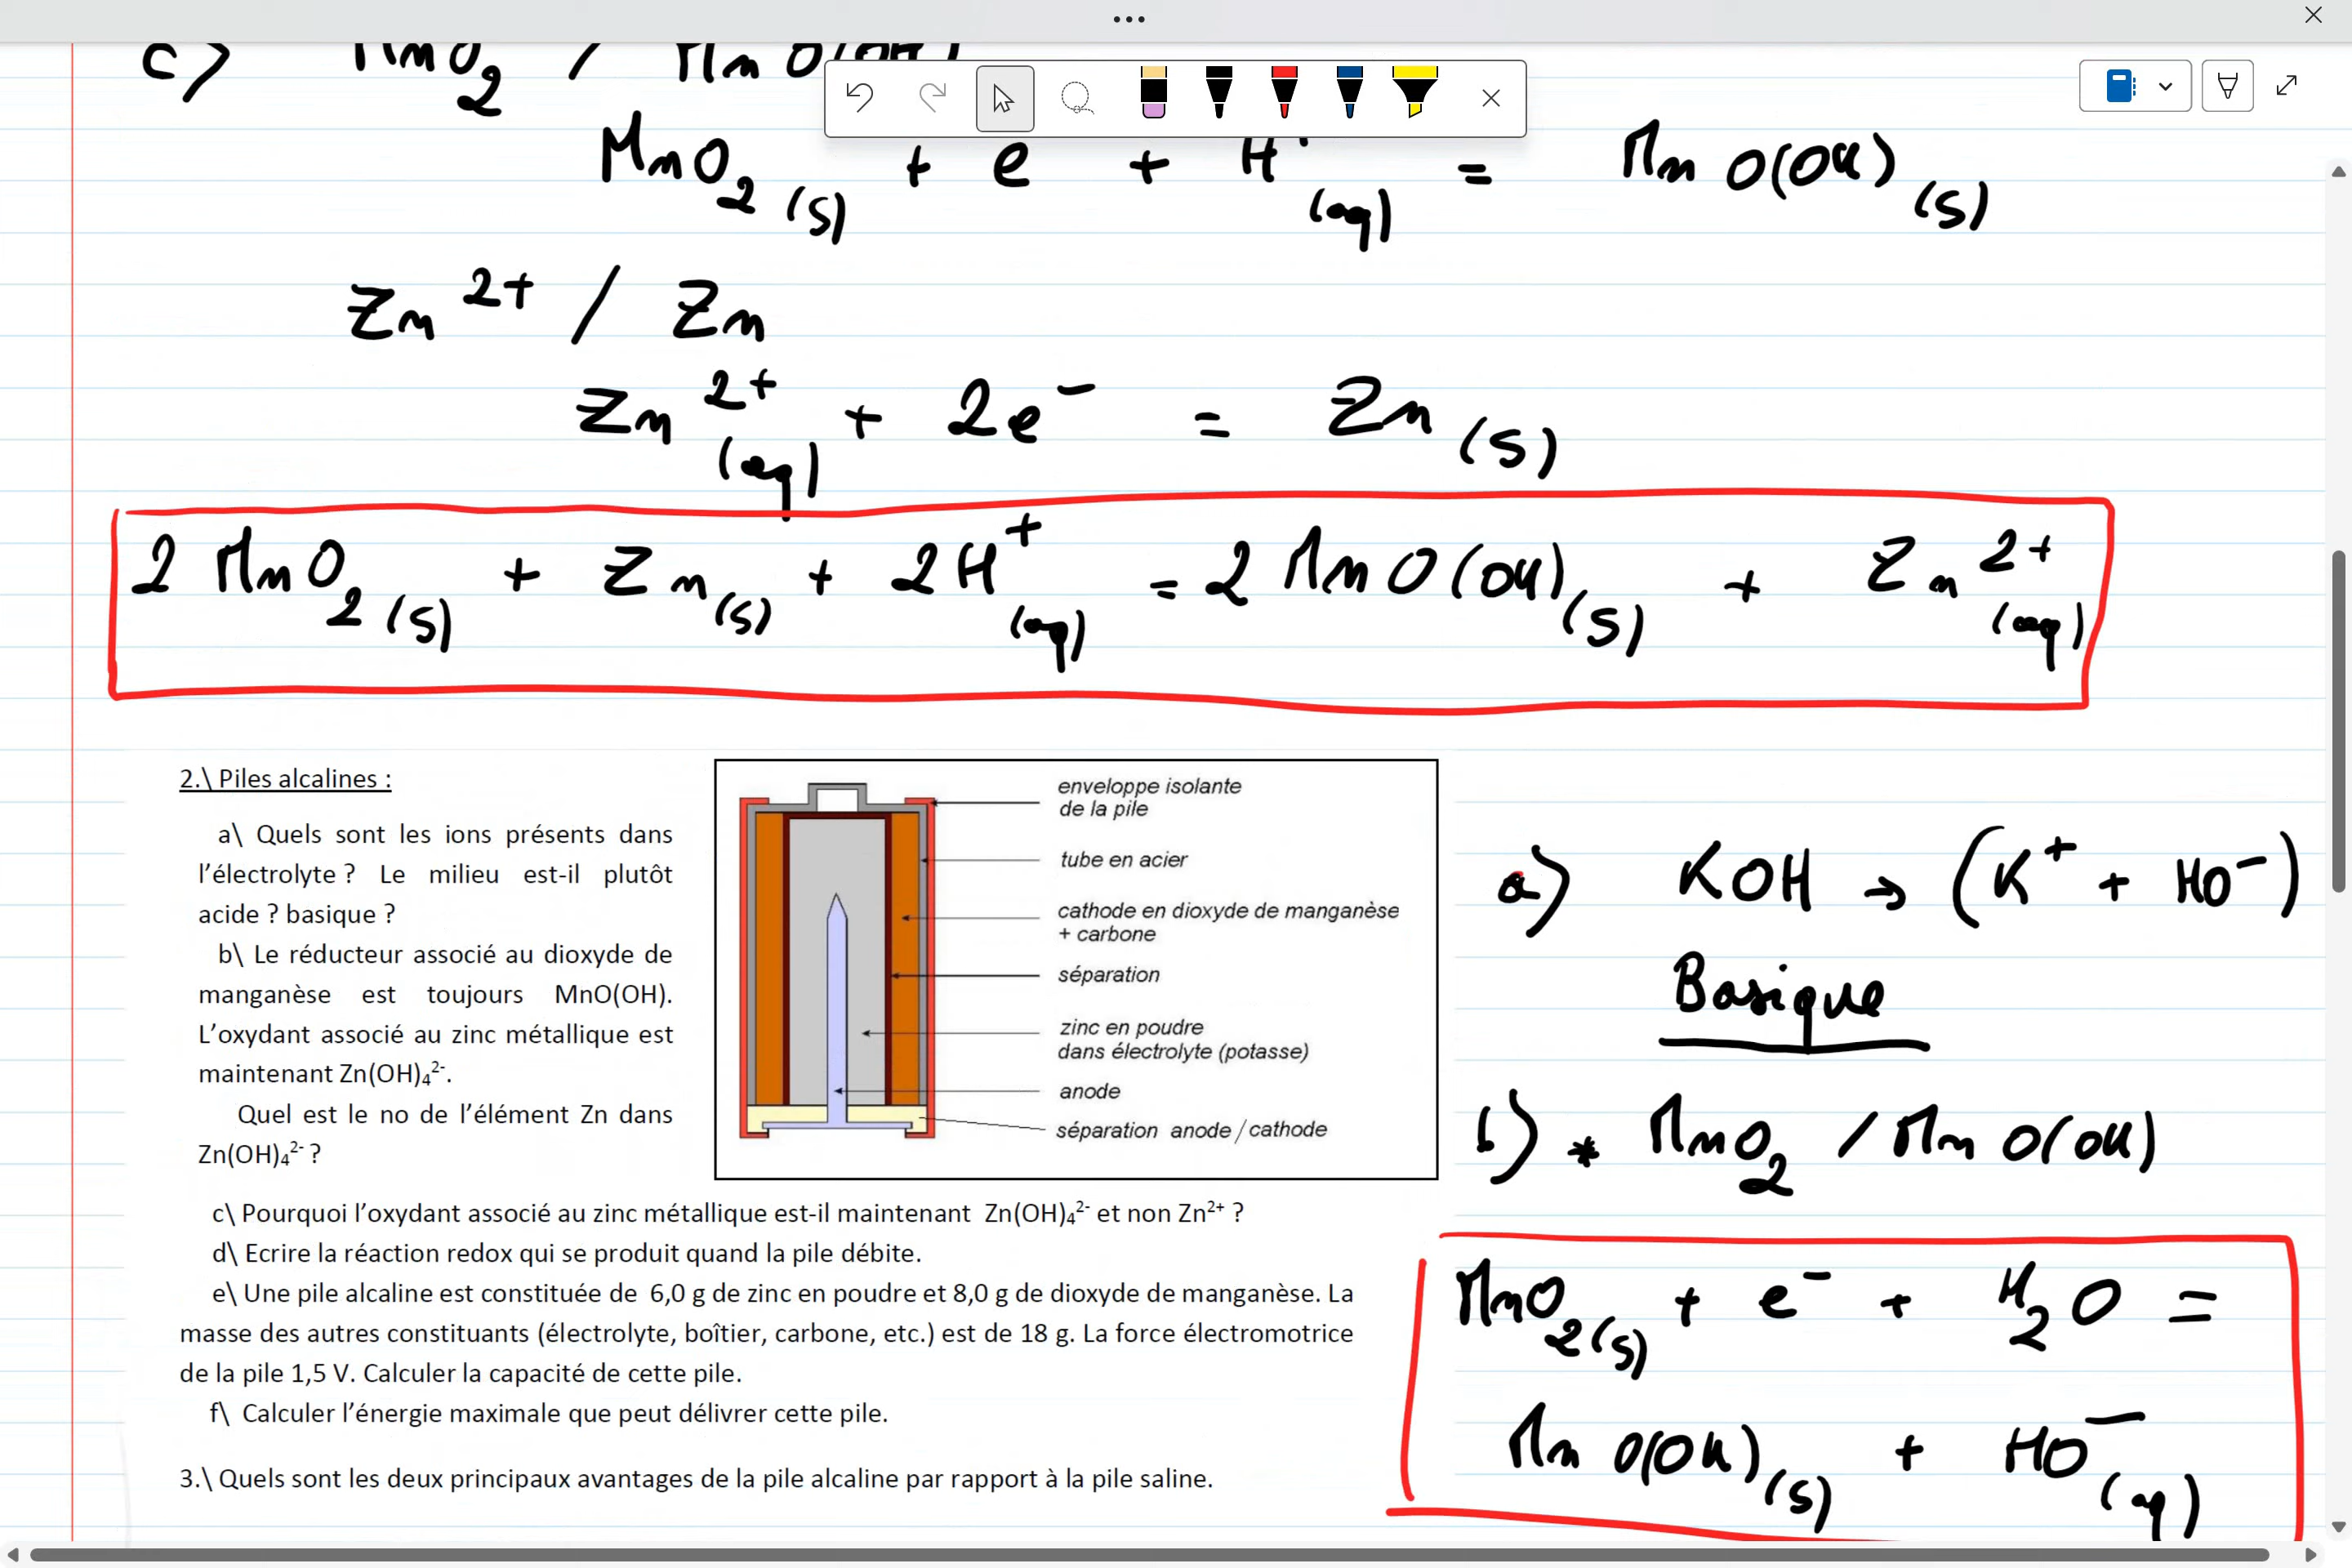 c) MnO2 / MnO(OH)
MnO2 (s) + e + H+ (aq) = MnO(OH) (s)
Zn 2+ / Zn
Zn 2+ (aq) + 2e− = Zn (s)
2 MnO2 (s) + Zn (s) + 2H+ (aq) = 2 MnO(OH) (s) + Zn 2+ (aq)
2.\ Piles alcalines :
a\ Quels sont les ions présents dans
l'électrolyte ? Le milieu est-il plutôt
acide ? basique ?
b\ Le réducteur associé au dioxyde de
manganèse est toujours MnO(OH).
L'oxydant associé au zinc métallique est
maintenant Zn(OH)₄²⁻.
Quel est le no de l'élément Zn dans
Zn(OH)₄²⁻ ?
enveloppe isolante
de la pile
tube en acier
cathode en dioxyde de manganèse
+ carbone
séparation
zinc en poudre
dans électrolyte (potasse)
anode
séparation anode / cathode
c\ Pourquoi l'oxydant associé au zinc métallique est-il maintenant Zn(OH)₄²⁻ et non Zn²⁺ ?
d\ Ecrire la réaction redox qui se produit quand la pile débite.
e\ Une pile alcaline est constituée de 6,0 g de zinc en poudre et 8,0 g de dioxyde de manganèse. La
masse des autres constituants (électrolyte, boîtier, carbone, etc.) est de 18 g. La force électromotrice
de la pile 1,5 V. Calculer la capacité de cette pile.
f\ Calculer l'énergie maximale que peut délivrer cette pile.
3.\ Quels sont les deux principaux avantages de la pile alcaline par rapport à la pile saline.
a) KOH → (K+ + HO−)
Basique
b) * MnO2 / MnO(OH)
MnO2(s) + e− + H2O =
MnO(OH) (s) + HO− (aq)